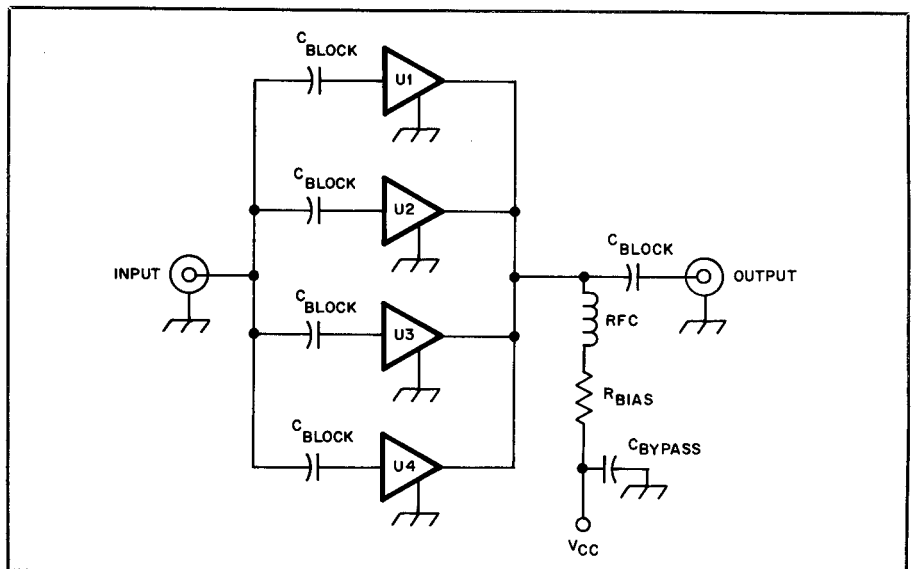 CBLOCK
U1
CBLOCK
U2
CBLOCK
INPUT
OUTPUT
CBLOCK
U3
RFC
RBIAS
CBLOCK
U4
CBYPASS
VCC